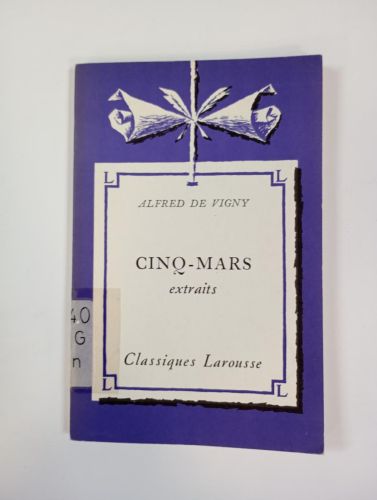 L L
ALFRED DE VIGNY
CINQ-MARS
extraits
40
G
n
Classiques Larousse
L L